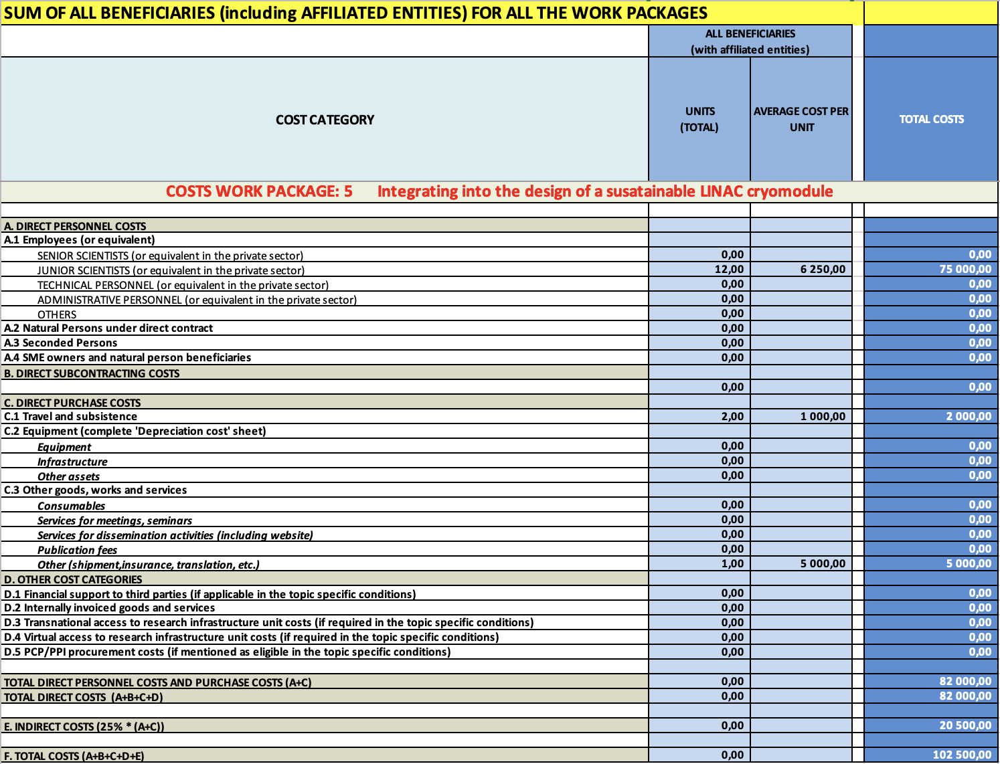 SUM OF ALL BENEFICIARIES (including AFFILIATED ENTITIES) FOR ALL THE WORK PACKAGES
ALL BENEFICIARIES
(with affiliated entities)
COST CATEGORY
UNITS
(TOTAL)
AVERAGE COST PER
UNIT
TOTAL COSTS
COSTS WORK PACKAGE: 5 Integrating into the design of a susatainable LINAC cryomodule
A. DIRECT PERSONNEL COSTS
A.1 Employees (or equivalent)
SENIOR SCIENTISTS (or equivalent in the private sector) 0,00 0,00
JUNIOR SCIENTISTS (or equivalent in the private sector) 12,00 6 250,00 75 000,00
TECHNICAL PERSONNEL (or equivalent in the private sector) 0,00 0,00
ADMINISTRATIVE PERSONNEL (or equivalent in the private sector) 0,00 0,00
OTHERS 0,00 0,00
A.2 Natural Persons under direct contract 0,00 0,00
A.3 Seconded Persons 0,00 0,00
A.4 SME owners and natural person beneficiaries 0,00 0,00
B. DIRECT SUBCONTRACTING COSTS
0,00 0,00
C. DIRECT PURCHASE COSTS
C.1 Travel and subsistence 2,00 1 000,00 2 000,00
C.2 Equipment (complete 'Depreciation cost' sheet)
Equipment 0,00 0,00
Infrastructure 0,00 0,00
Other assets 0,00 0,00
C.3 Other goods, works and services
Consumables 0,00 0,00
Services for meetings, seminars 0,00 0,00
Services for dissemination activities (including website) 0,00 0,00
Publication fees 0,00 0,00
Other (shipment,insurance, translation, etc.) 1,00 5 000,00 5 000,00
D. OTHER COST CATEGORIES
D.1 Financial support to third parties (if applicable in the topic specific conditions) 0,00 0,00
D.2 Internally invoiced goods and services 0,00 0,00
D.3 Transnational access to research infrastructure unit costs (if required in the topic specific conditions) 0,00 0,00
D.4 Virtual access to research infrastructure unit costs (if required in the topic specific conditions) 0,00 0,00
D.5 PCP/PPI procurement costs (if mentioned as eligible in the topic specific conditions) 0,00 0,00
TOTAL DIRECT PERSONNEL COSTS AND PURCHASE COSTS (A+C) 0,00 82 000,00
TOTAL DIRECT COSTS (A+B+C+D) 0,00 82 000,00
E. INDIRECT COSTS (25% * (A+C)) 0,00 20 500,00
F. TOTAL COSTS (A+B+C+D+E) 0,00 102 500,00